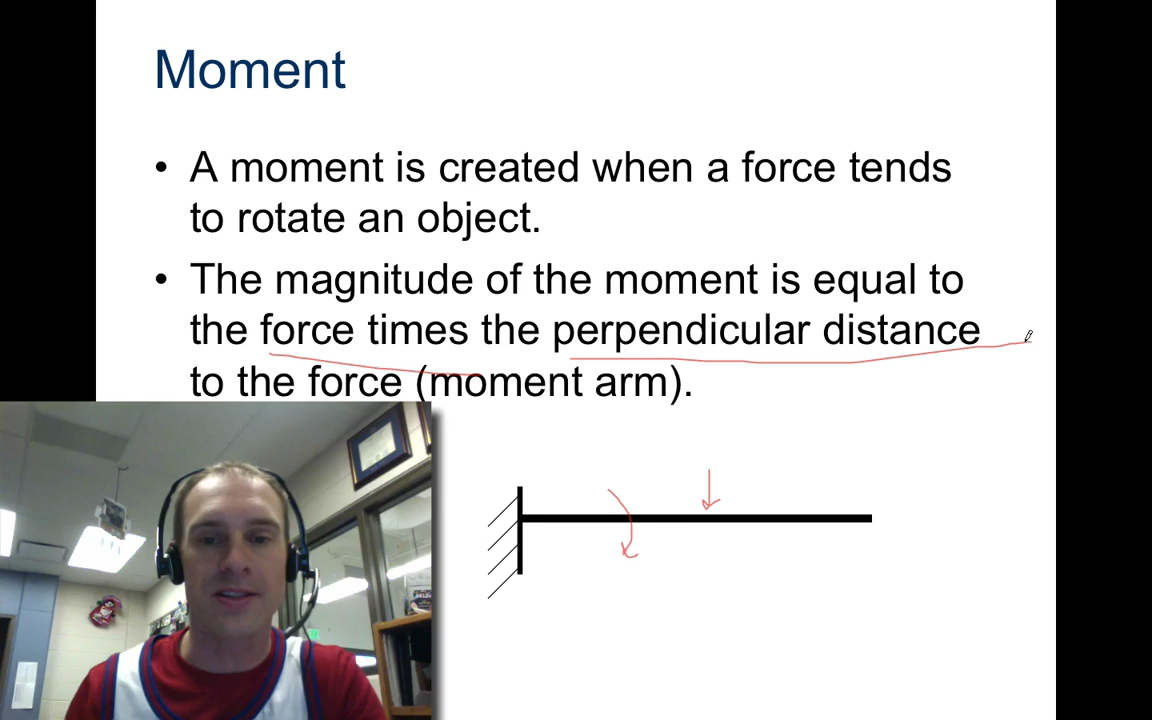 Moment
• A moment is created when a force tends
to rotate an object.
• The magnitude of the moment is equal to
the force times the perpendicular distance
to the force (moment arm).